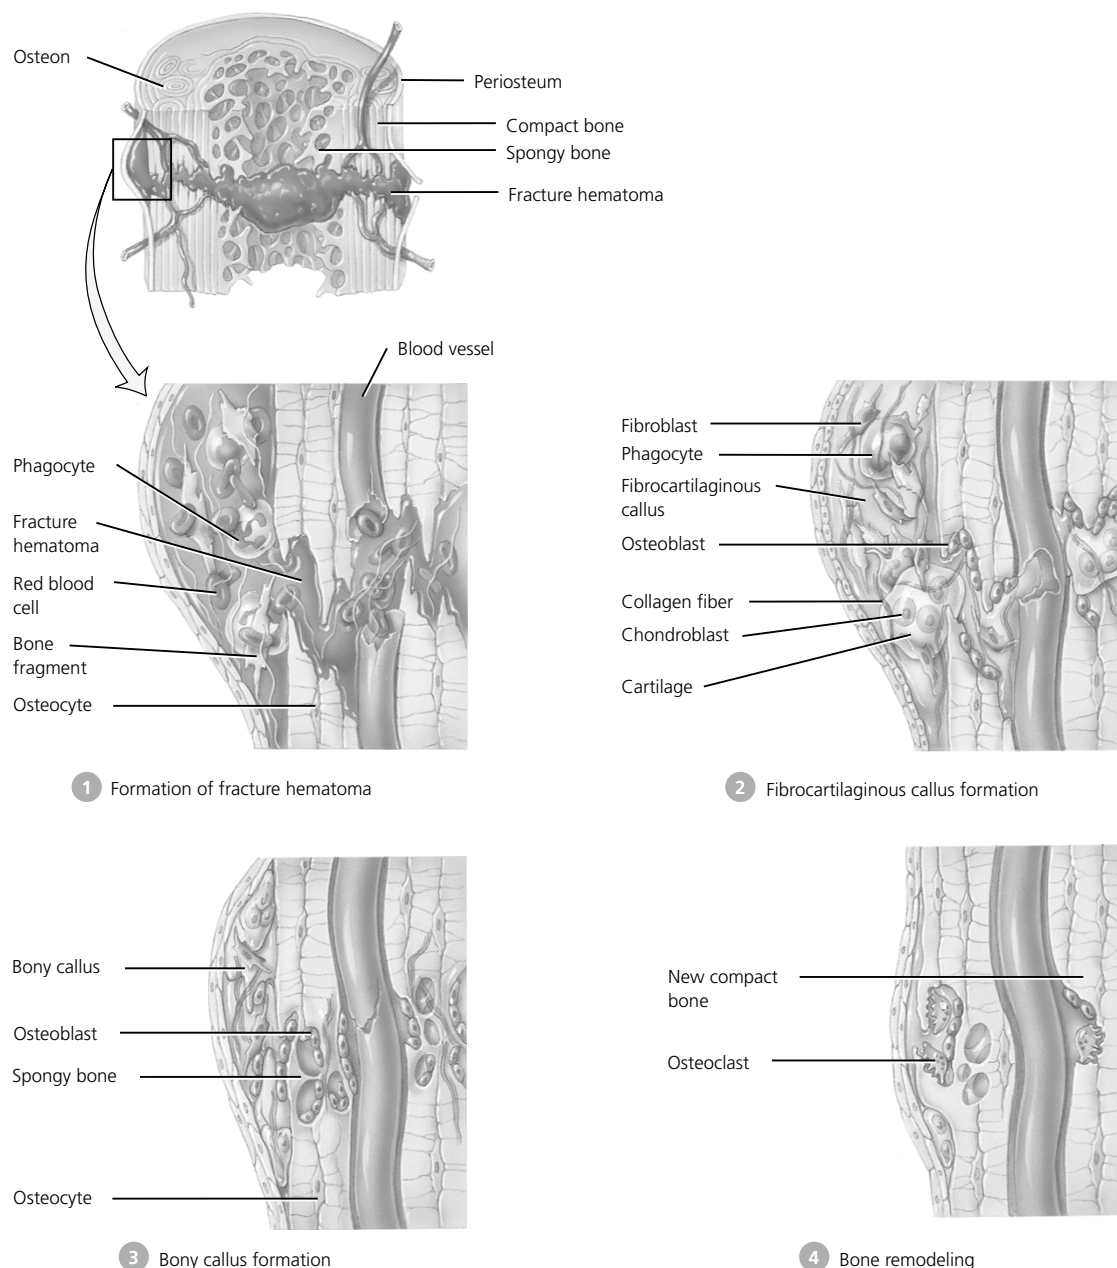 Osteon
Periosteum
Compact bone
Spongy bone
Fracture hematoma
Blood vessel
Phagocyte
Fracture
hematoma
Red blood
cell
Bone
fragment
Osteocyte
1 Formation of fracture hematoma
Fibroblast
Phagocyte
Fibrocartilaginous
callus
Osteoblast
Collagen fiber
Chondroblast
Cartilage
2 Fibrocartilaginous callus formation
Bony callus
Osteoblast
Spongy bone
Osteocyte
3 Bony callus formation
New compact
bone
Osteoclast
4 Bone remodeling